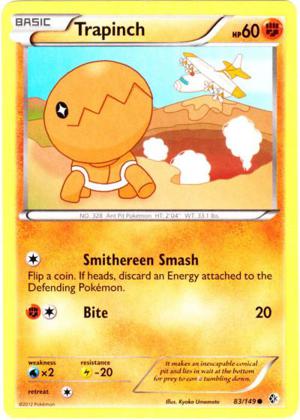 BASIC
Trapinch HP60
NO. 328 Ant Pit Pokémon HT: 2'04" WT: 33.1 lbs.
Smithereen Smash
Flip a coin. If heads, discard an Energy attached to the
Defending Pokémon.
Bite 20
weakness resistance
×2 -20
retreat
It makes an inescapable conical
pit and lies in wait at the bottom
for prey to come tumbling down.
©2012 Pokémon
Illus. Kyoko Umemoto 83/149